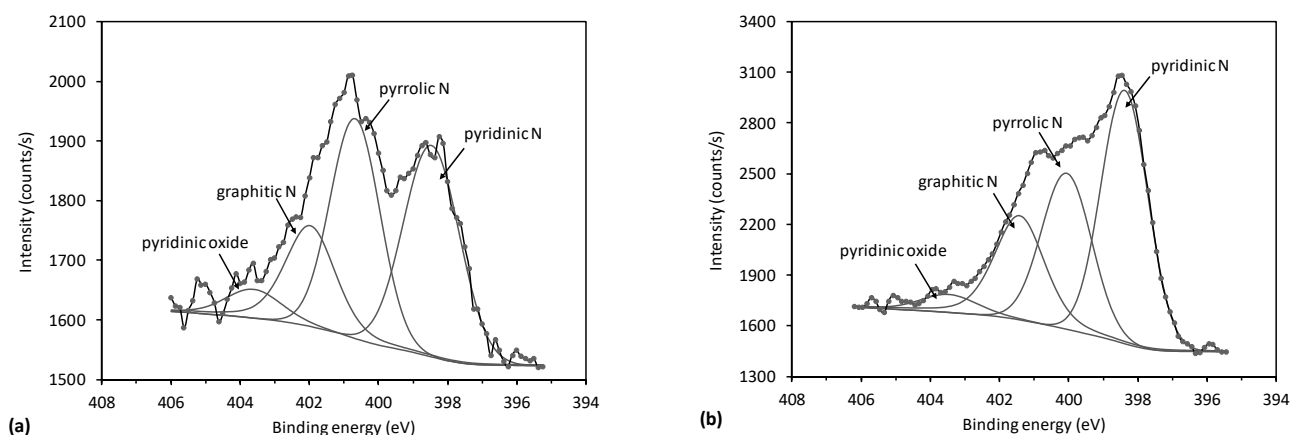 2100
2000
1900
1800
1700
1600
1500
408
406
404
402
400
398
396
394
Intensity (counts/s)
Binding energy (eV)
pyrrolic N
pyridinic N
graphitic N
pyridinic oxide
(a)
3400
3100
2800
2500
2200
1900
1600
1300
408
406
404
402
400
398
396
394
Intensity (counts/s)
Binding energy (eV)
pyridinic N
pyrrolic N
graphitic N
pyridinic oxide
(b)